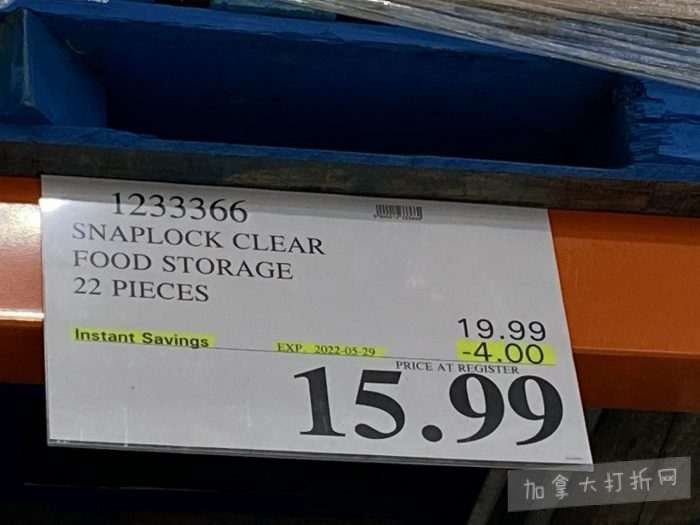 1233366
SNAPLOCK CLEAR
FOOD STORAGE
22 PIECES
19.99
Instant Savings EXP. 2022-05-29 -4.00
PRICE AT REGISTER
15.99
加拿大打折网